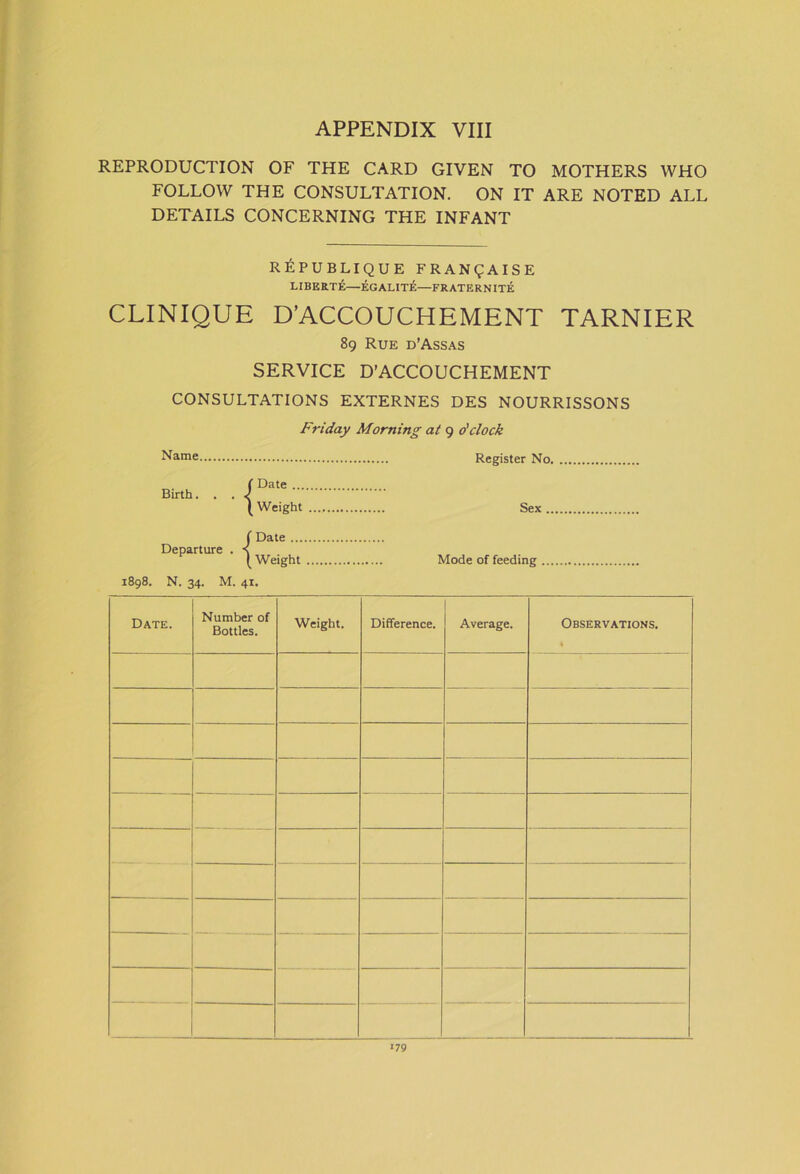 APPENDIX VIII
REPRODUCTION OF THE CARD GIVEN TO MOTHERS WHO
FOLLOW THE CONSULTATION. ON IT ARE NOTED ALL
DETAILS CONCERNING THE INFANT
RÉPUBLIQUE FRANÇAISE
LIBERTÉ—ÉGALITÉ—FRATERNITÉ
CLINIQUE D'ACCOUCHEMENT TARNIER
89 RUE D'ASSAS
SERVICE D'ACCOUCHEMENT
CONSULTATIONS EXTERNES DES NOURRISSONS
Friday Morning at 9 o'clock
Name.......... Register No. ..........
Birth. . . { Date ..........
Weight .......... Sex ..........
Departure . { Date ..........
Weight .......... Mode of feeding ..........
1898. N. 34. M. 41.
DATE. Number of Bottles. Weight. Difference. Average. OBSERVATIONS.
179